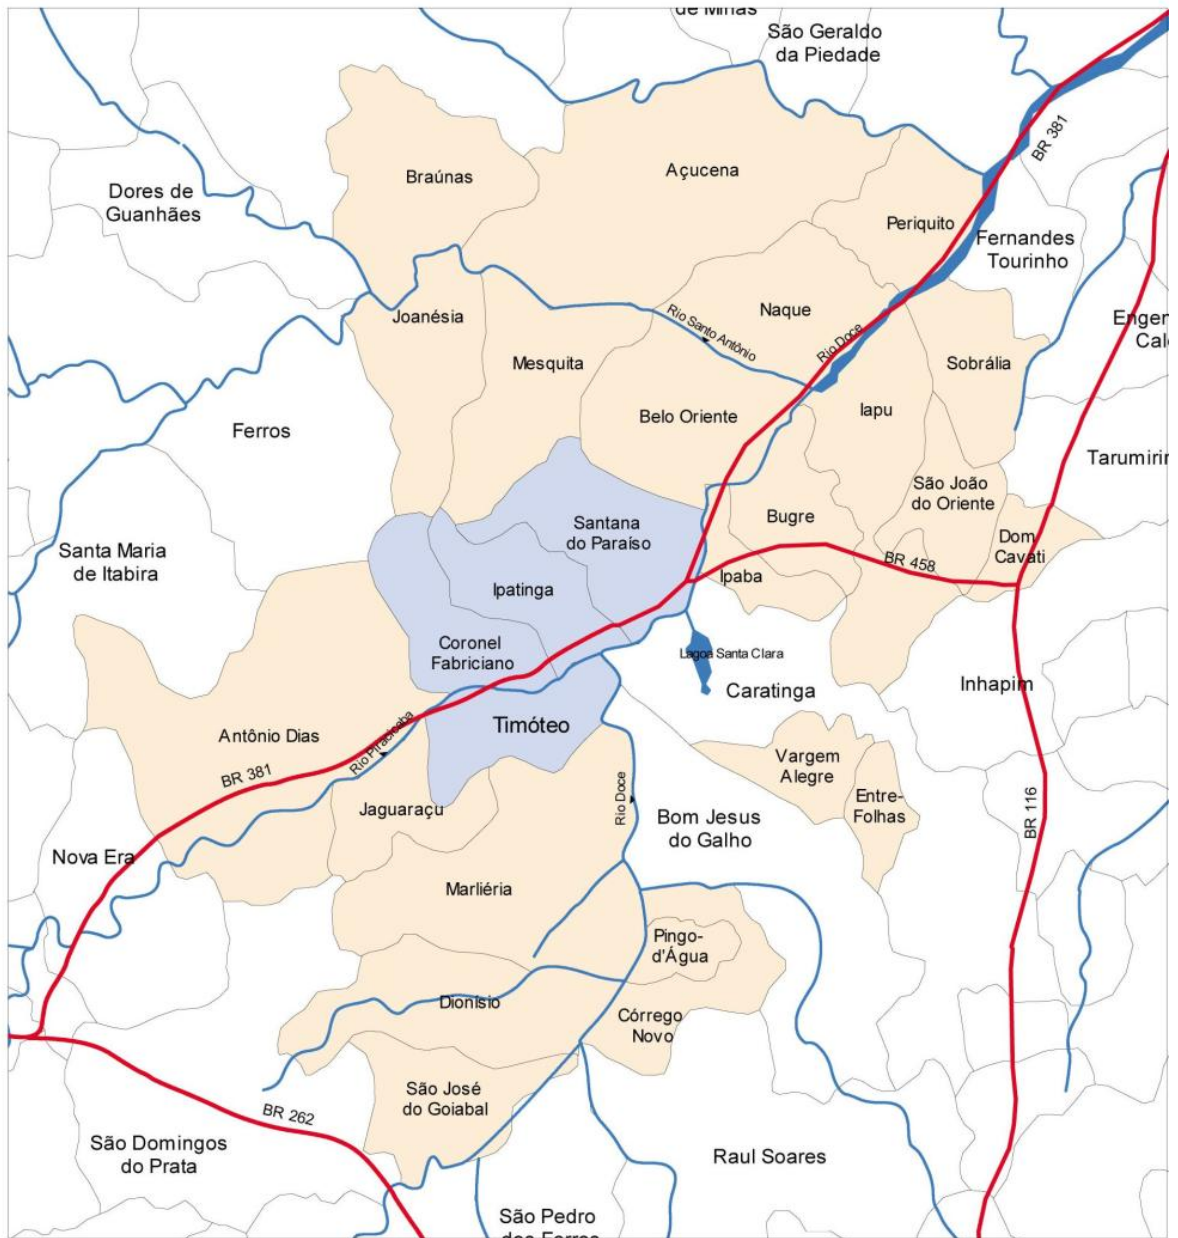 de Minas
São Geraldo
da Piedade
BR 381
Braúnas
Açucena
Dores de
Guanhães
Periquito
Fernandes
Tourinho
Joanésia
Naque
Rio Santo Antônio
Rio Doce
Mesquita
Sobrália
Belo Oriente
Iapu
Ferros
Tarumirim
São João
do Oriente
Bugre
Santana
do Paraíso
Dom
Cavati
Santa Maria
de Itabira
BR 458
Ipaba
Ipatinga
Coronel
Fabriciano
Lagoa Santa Clara
Caratinga
Inhapim
Timóteo
Antônio Dias
Rio Piracicaba
BR 381
Vargem
Alegre
Entre-
Folhas
Rio Doce
BR 116
Jaguaraçu
Bom Jesus
do Galho
Nova Era
Marliéria
Pingo-
d'Água
Dionísio
Córrego
Novo
São José
do Goiabal
BR 262
São Domingos
do Prata
Raul Soares
São Pedro
dos Ferros